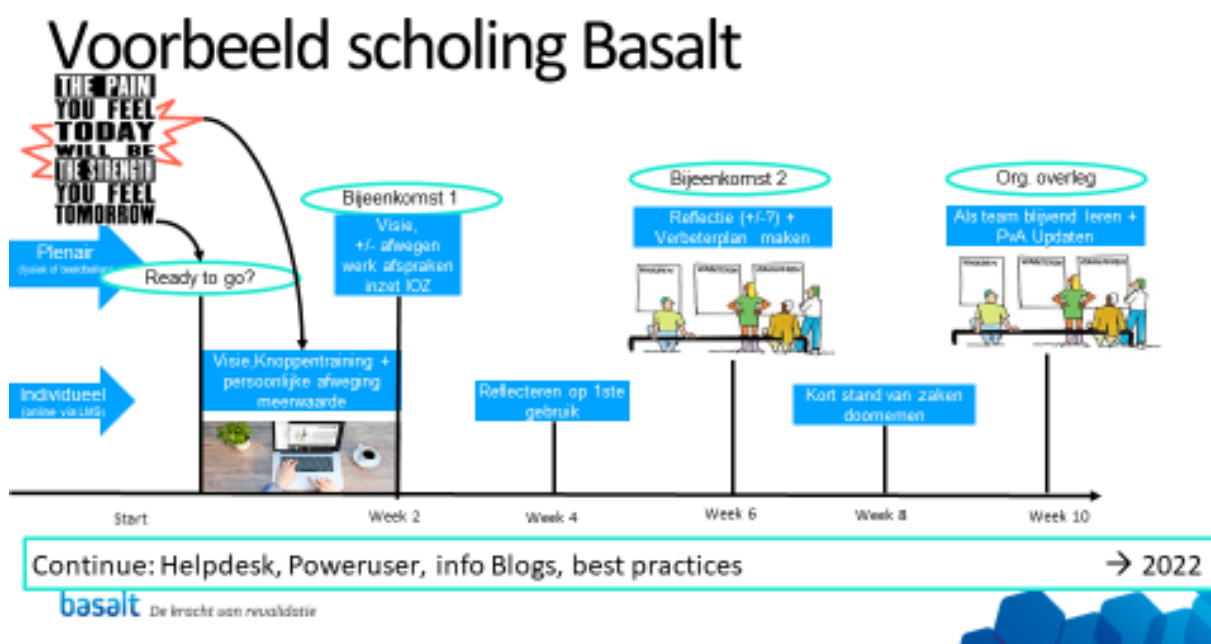 Voorbeeld scholing Basalt
THE PAIN
YOU FEEL
TODAY
WILL BE
THE STRENGTH
YOU FEEL
TOMORROW
Plenair
(fysiek of beeldbellen)
Ready to go?
Bijeenkomst 1
Visie,
+/- afwegen
werk afspraken
inzet IOZ
Bijeenkomst 2
Reflectie (+/-?) +
Verbeterplan maken
Org. overleg
Als team blijvend leren +
PvA Updaten
Individueel
(online via LMS)
Visie,Knoppentraining +
persoonlijke afweging
meerwaarde
Reflecteren op 1ste
gebruik
Kort stand van zaken
doornemen
Start
Week 2
Week 4
Week 6
Week 8
Week 10
Continue: Helpdesk, Poweruser, info Blogs, best practices → 2022
basalt De kracht van revalidatie